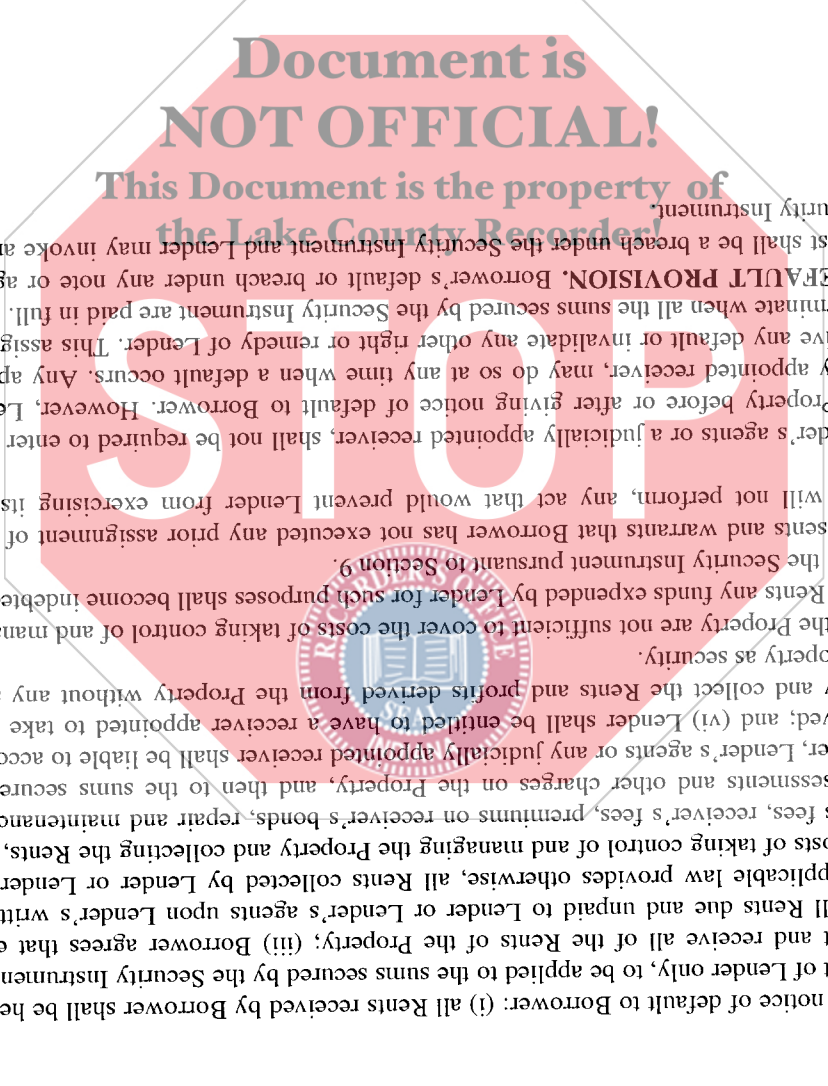 Document is
NOT OFFICIAL!
This Document is the property of
the Lake County Recorder!
STOP
RECORDER'S OFFICE
SEAL
notice of default to Borrower: (i) all Rents received by Borrower shall be he
t of Lender only, to be applied to the sums secured by the Security Instrumen
t and receive all of the Rents of the Property; (iii) Borrower agrees that e
ll Rents due and unpaid to Lender or Lender's agents upon Lender's writt
pplicable law provides otherwise, all Rents collected by Lender or Lender
osts of taking control of and managing the Property and collecting the Rents,
s fees, receiver's fees, premiums on receiver's bonds, repair and maintenanc
ssessments and other charges on the Property, and then to the sums secure
er, Lender's agents or any judicially appointed receiver shall be liable to acco
ved; and (vi) Lender shall be entitled to have a receiver appointed to take
y and collect the Rents and profits derived from the Property without any
operty as security.
the Property are not sufficient to cover the costs of taking control of and mana
Rents any funds expended by Lender for such purposes shall become indebte
the Security Instrument pursuant to Section 9.
sents and warrants that Borrower has not executed any prior assignment of
will not perform, any act that would prevent Lender from exercising its
der's agents or a judicially appointed receiver, shall not be required to enter
Property before or after giving notice of default to Borrower. However, Le
y appointed receiver, may do so at any time when a default occurs. Any ap
ive any default or invalidate any other right or remedy of Lender. This assig
minate when all the sums secured by the Security Instrument are paid in full.
EFAULT PROVISION. Borrower's default or breach under any note or ag
st shall be a breach under the Security Instrument and Lender may invoke an
urity Instrument.